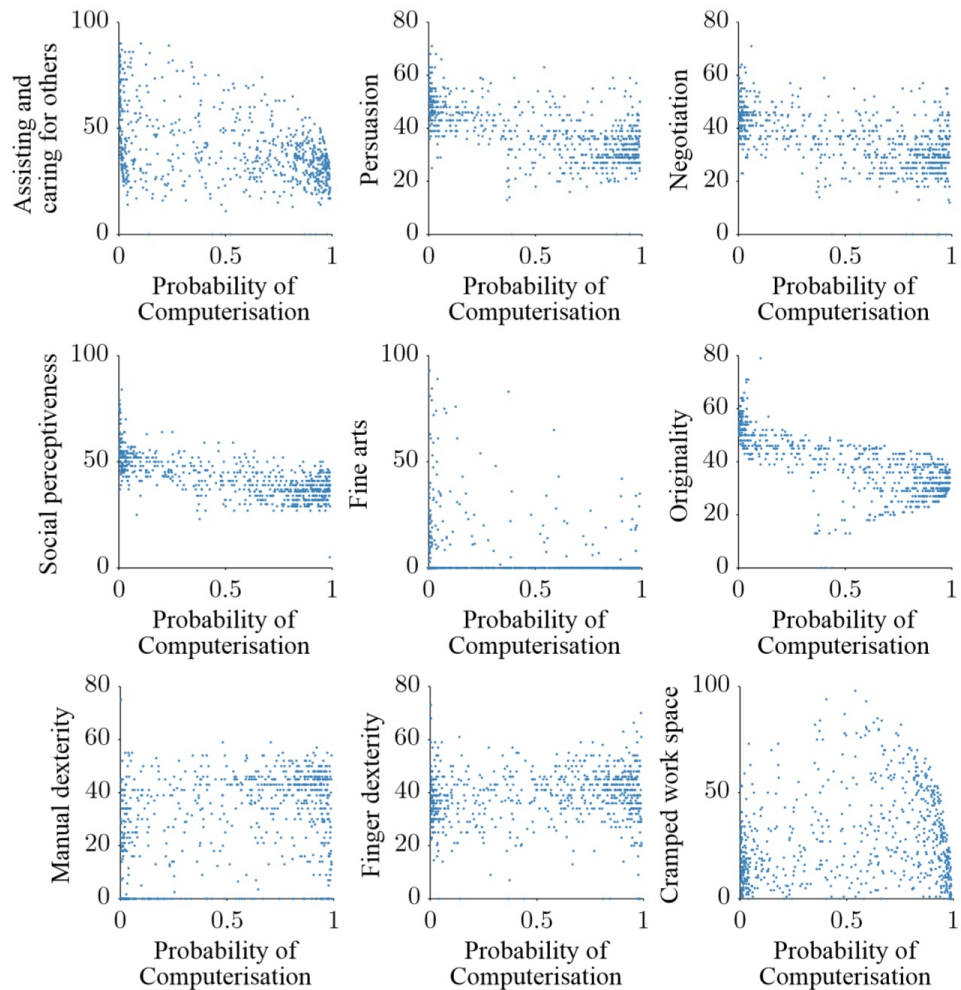 Assisting and
caring for others
100
50
0
0 0.5 1
Probability of
Computerisation
Persuasion
80
60
40
20
0
0 0.5 1
Probability of
Computerisation
Negotiation
80
60
40
20
0
0 0.5 1
Probability of
Computerisation
Social perceptiveness
100
50
0
0 0.5 1
Probability of
Computerisation
Fine arts
100
50
0
0 0.5 1
Probability of
Computerisation
Originality
80
60
40
20
0
0 0.5 1
Probability of
Computerisation
Manual dexterity
80
60
40
20
0
0 0.5 1
Probability of
Computerisation
Finger dexterity
80
60
40
20
0
0 0.5 1
Probability of
Computerisation
Cramped work space
100
50
0
0 0.5 1
Probability of
Computerisation